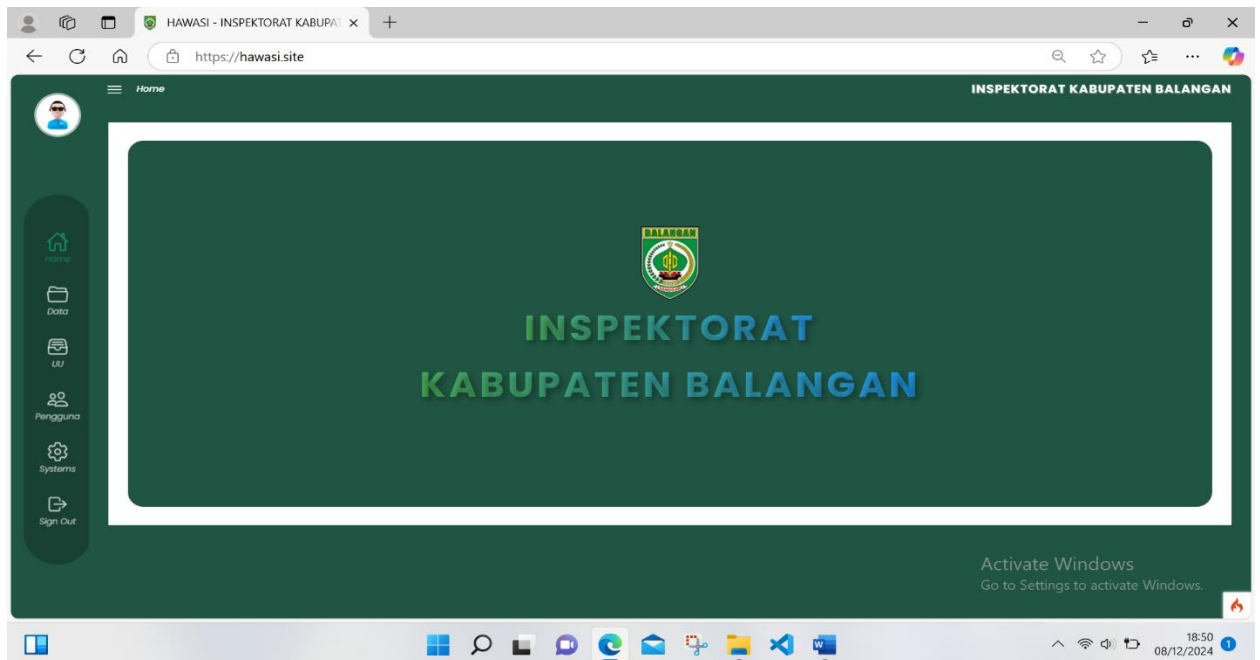 HAWASI - INSPEKTORAT KABUPAT
https://hawasi.site
Home
INSPEKTORAT KABUPATEN BALANGAN
BALANGAN
INSPEKTORAT
KABUPATEN BALANGAN
Home
Data
UU
Pengguna
Systems
Sign Out
Activate Windows
Go to Settings to activate Windows.
18:50
08/12/2024
1